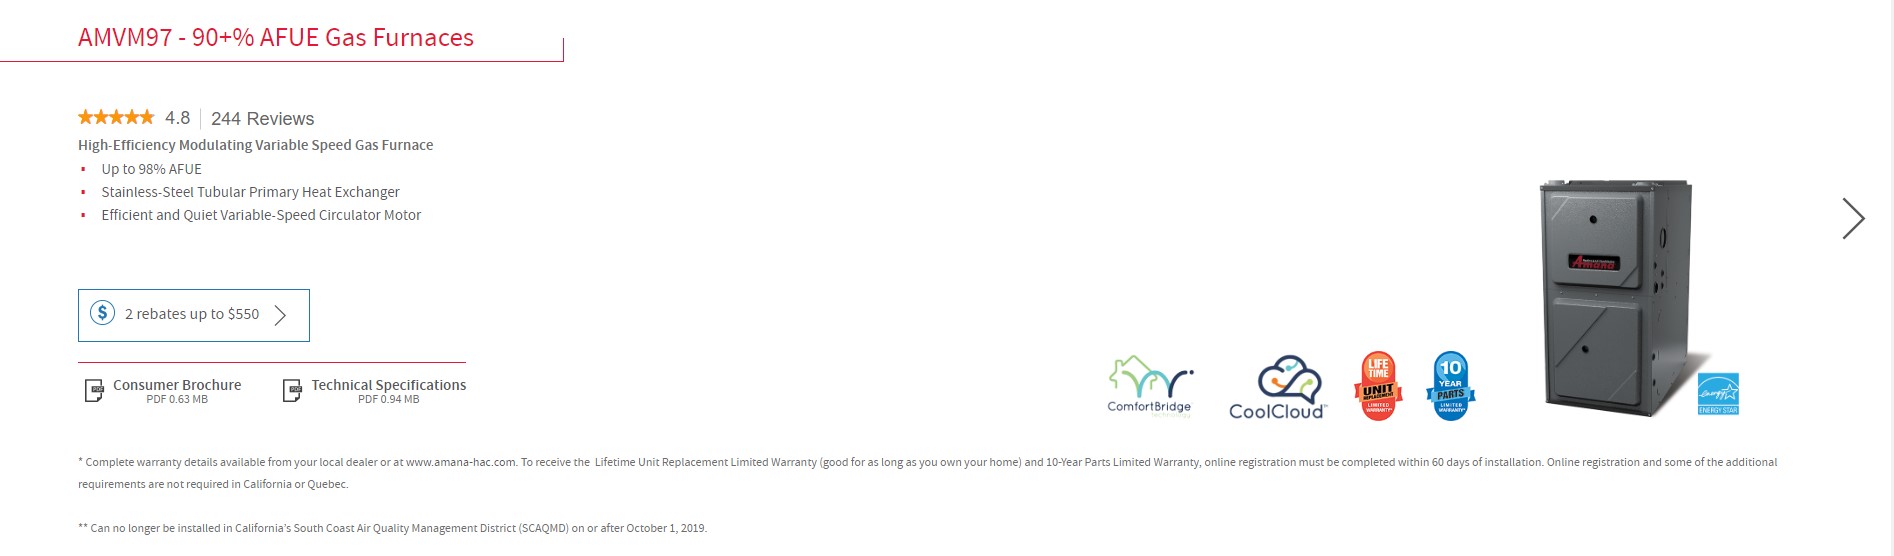 AMVM97 - 90+% AFUE Gas Furnaces
4.8 244 Reviews
High-Efficiency Modulating Variable Speed Gas Furnace
Up to 98% AFUE
Stainless-Steel Tubular Primary Heat Exchanger
Efficient and Quiet Variable-Speed Circulator Motor
Amana
$ 2 rebates up to $550
PDF Consumer Brochure
PDF 0.63 MB
PDF Technical Specifications
PDF 0.94 MB
ComfortBridge
technology
CoolCloud™
LIFE
TIME
UNIT
REPLACEMENT
LIMITED
WARRANTY*
10
YEAR
PARTS
LIMITED
WARRANTY*
energy
ENERGY STAR
* Complete warranty details available from your local dealer or at www.amana-hac.com. To receive the Lifetime Unit Replacement Limited Warranty (good for as long as you own your home) and 10-Year Parts Limited Warranty, online registration must be completed within 60 days of installation. Online registration and some of the additional
requirements are not required in California or Quebec.
** Can no longer be installed in California's South Coast Air Quality Management District (SCAQMD) on or after October 1, 2019.